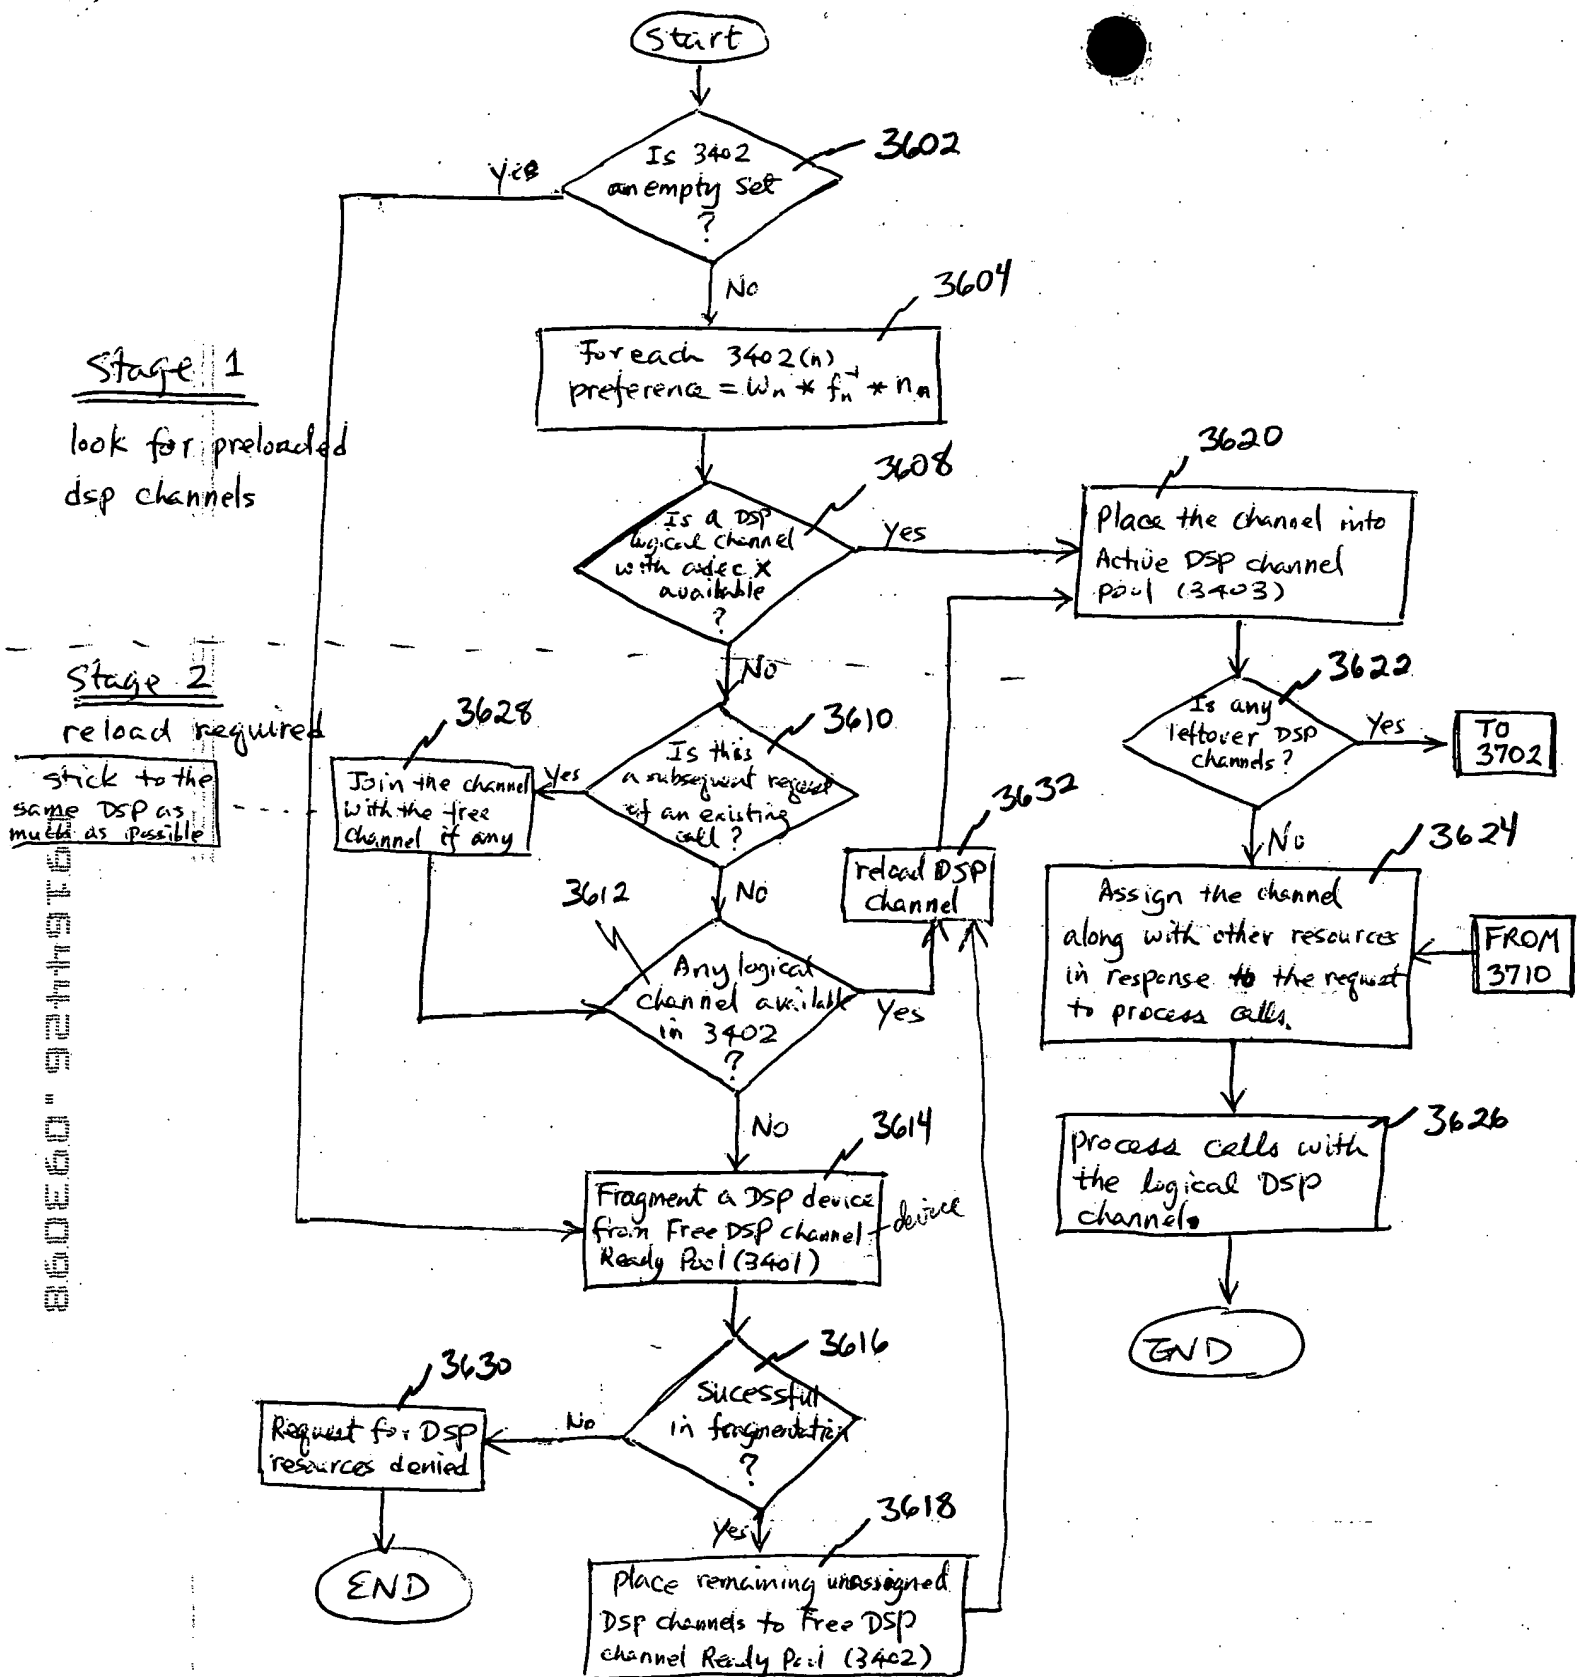 Start
Is 3402
an empty set
?
3602
Yes
No
3604
For each 3402(n)
preference = Wn * fn⁻¹ * nn
Stage 1
look for preloaded
dsp channels
3608
Is a DSP
logical channel
with codec X
available
?
Yes
No
3620
Place the channel into
Active DSP channel
pool (3403)
Stage 2
reload required
stick to the
same DSP as
much as possible
3628
Join the channel
with the free
channel if any
Yes
3610
Is this
a subsequent request
of an existing
call?
No
3622
Is any
leftover DSP
channels?
Yes
TO
3702
No
3632
reload DSP
channel
3612
Any logical
channel available
in 3402
?
Yes
No
3624
Assign the channel
along with other resources
in response to the request
to process calls.
FROM
3710
3614
Fragment a DSP device
from Free DSP channel
Ready Pool (3401)
device
3626
process calls with
the logical DSP
channel.
END
3616
Sucessful
in fragmentation
?
No
3630
Request for DSP
resources denied
END
Yes
3618
place remaining unassigned
DSP channels to Free DSP
channel Ready Pool (3402)
09164426.093098